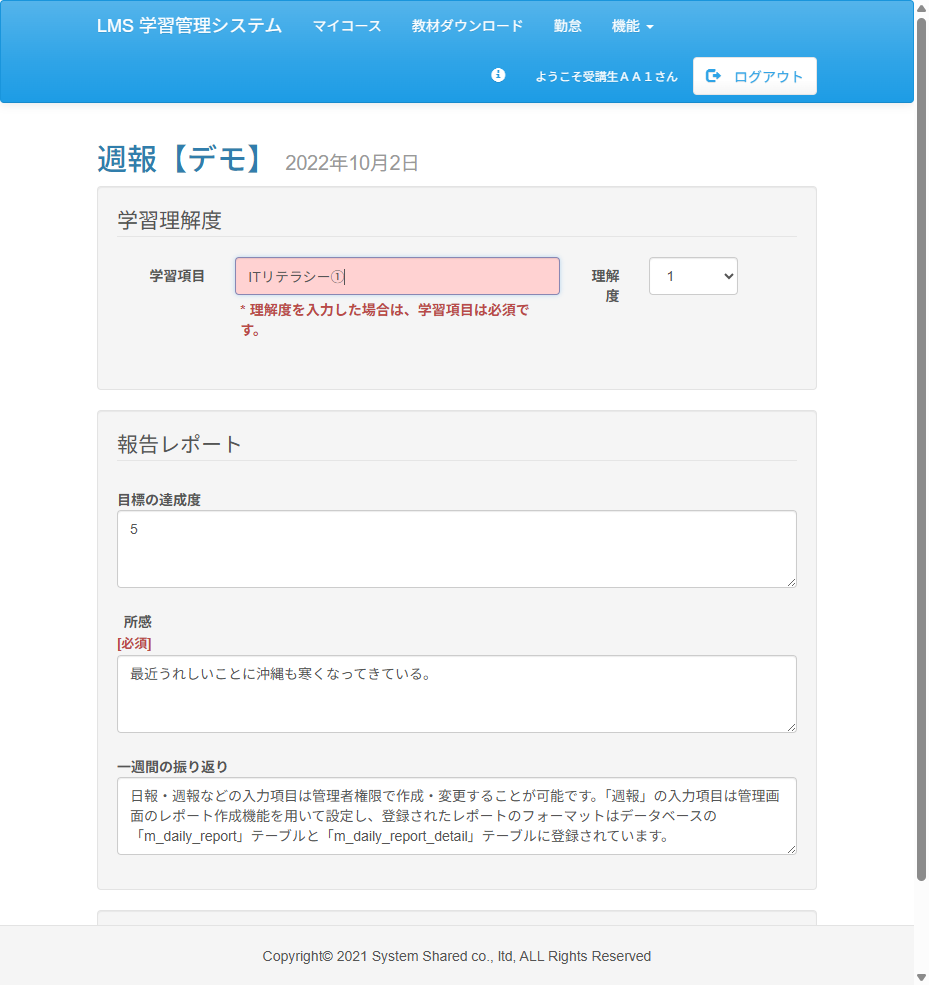 LMS 学習管理システム マイコース 教材ダウンロード 勤怠 機能
ようこそ受講生ＡＡ１さん ログアウト
週報【デモ】 2022年10月2日
学習理解度
学習項目 ITリテラシー① 理解度 1
* 理解度を入力した場合は、学習項目は必須で
す。
報告レポート
目標の達成度
5
所感
[必須]
最近うれしいことに沖縄も寒くなってきている。
一週間の振り返り
日報・週報などの入力項目は管理者権限で作成・変更することが可能です。「週報」の入力項目は管理画
面のレポート作成機能を用いて設定し、登録されたレポートのフォーマットはデータベースの
「m_daily_report」テーブルと「m_daily_report_detail」テーブルに登録されています。
Copyright© 2021 System Shared co., ltd, ALL Rights Reserved